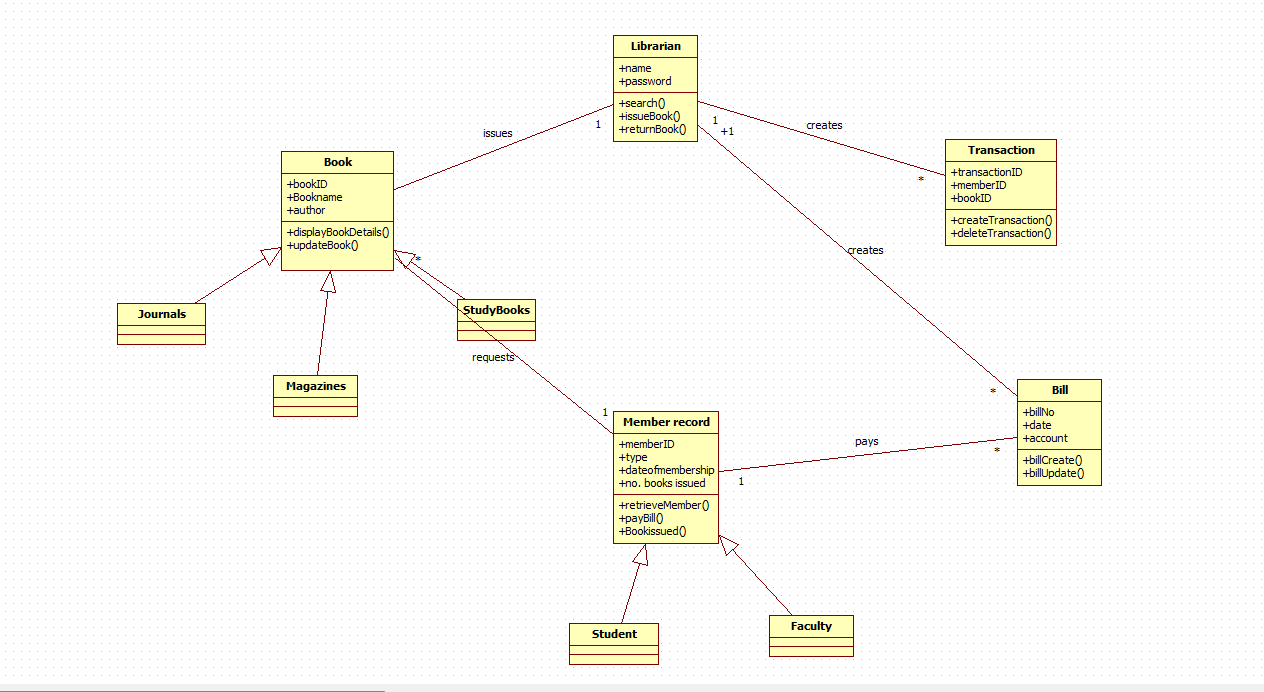 Librarian
+name
+password
+search()
+issueBook()
+returnBook()
issues
1
1
+1
creates
*
Transaction
+transactionID
+memberID
+bookID
+createTransaction()
+deleteTransaction()
Book
+bookID
+Bookname
+author
+displayBookDetails()
+updateBook()
*
creates
Journals
StudyBooks
requests
Magazines
1
Member record
+memberID
+type
+dateofmembership
+no. books issued
+retrieveMember()
+payBill()
+Bookissued()
pays
1
*
*
Bill
+billNo
+date
+account
+billCreate()
+billUpdate()
Student
Faculty